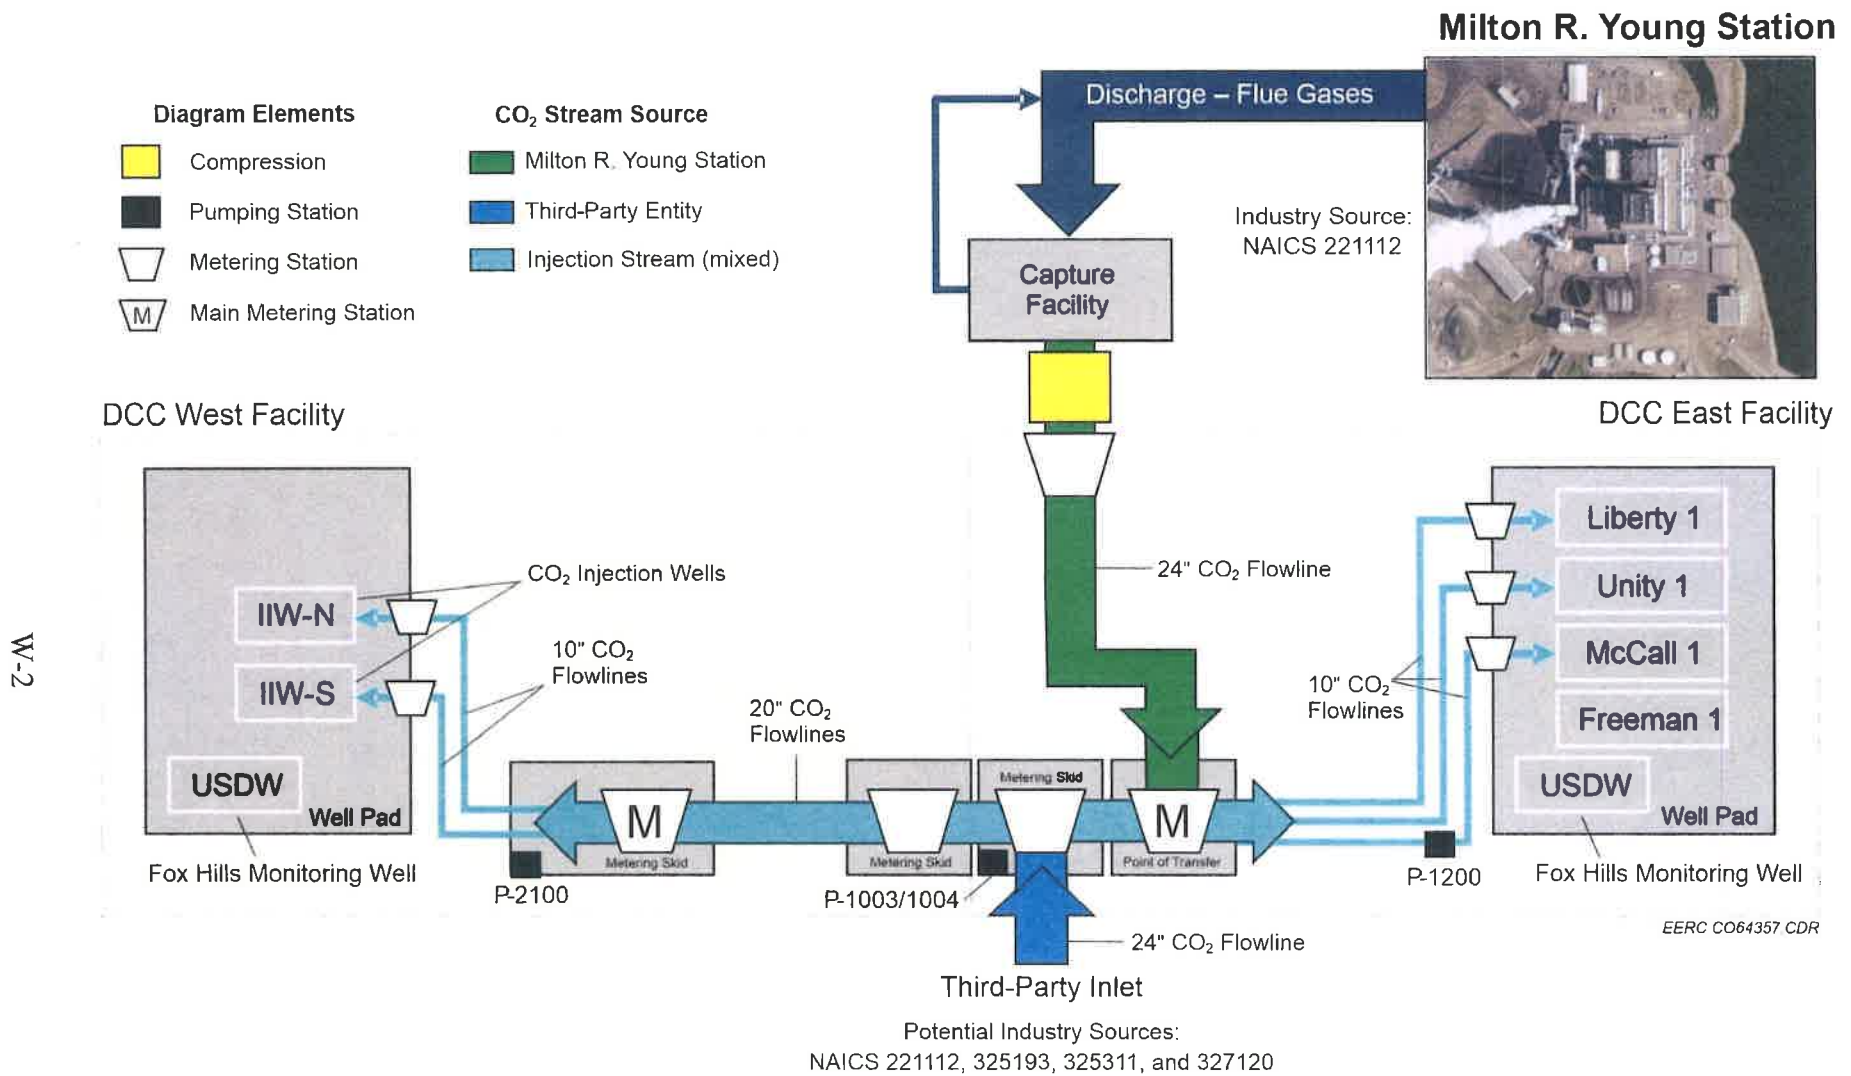 Milton R. Young Station
Diagram Elements
Compression
Pumping Station
Metering Station
M
Main Metering Station
CO₂ Stream Source
Milton R. Young Station
Third-Party Entity
Injection Stream (mixed)
Discharge – Flue Gases
Industry Source:
NAICS 221112
Capture
Facility
DCC West Facility
DCC East Facility
CO₂ Injection Wells
IIW-N
IIW-S
10" CO₂
Flowlines
USDW
Well Pad
Fox Hills Monitoring Well
20" CO₂
Flowlines
24" CO₂ Flowline
Liberty 1
Unity 1
McCall 1
Freeman 1
10" CO₂
Flowlines
USDW
Well Pad
Fox Hills Monitoring Well
M
Metering Skid
P-2100
Metering Skid
Metering Skid
P-1003/1004
M
Point of Transfer
P-1200
24" CO₂ Flowline
Third-Party Inlet
Potential Industry Sources:
NAICS 221112, 325193, 325311, and 327120
EERC CO64357.CDR
W-2